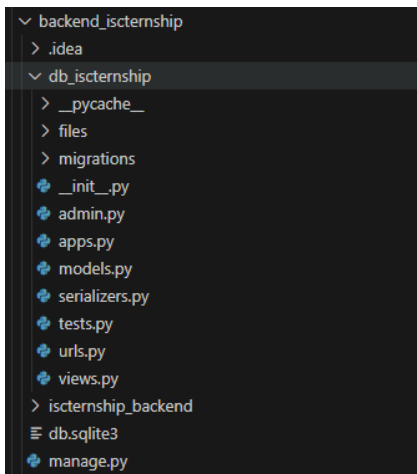 backend_iscternship
.idea
db_iscternship
__pycache__
files
migrations
__init__.py
admin.py
apps.py
models.py
serializers.py
tests.py
urls.py
views.py
iscternship_backend
db.sqlite3
manage.py